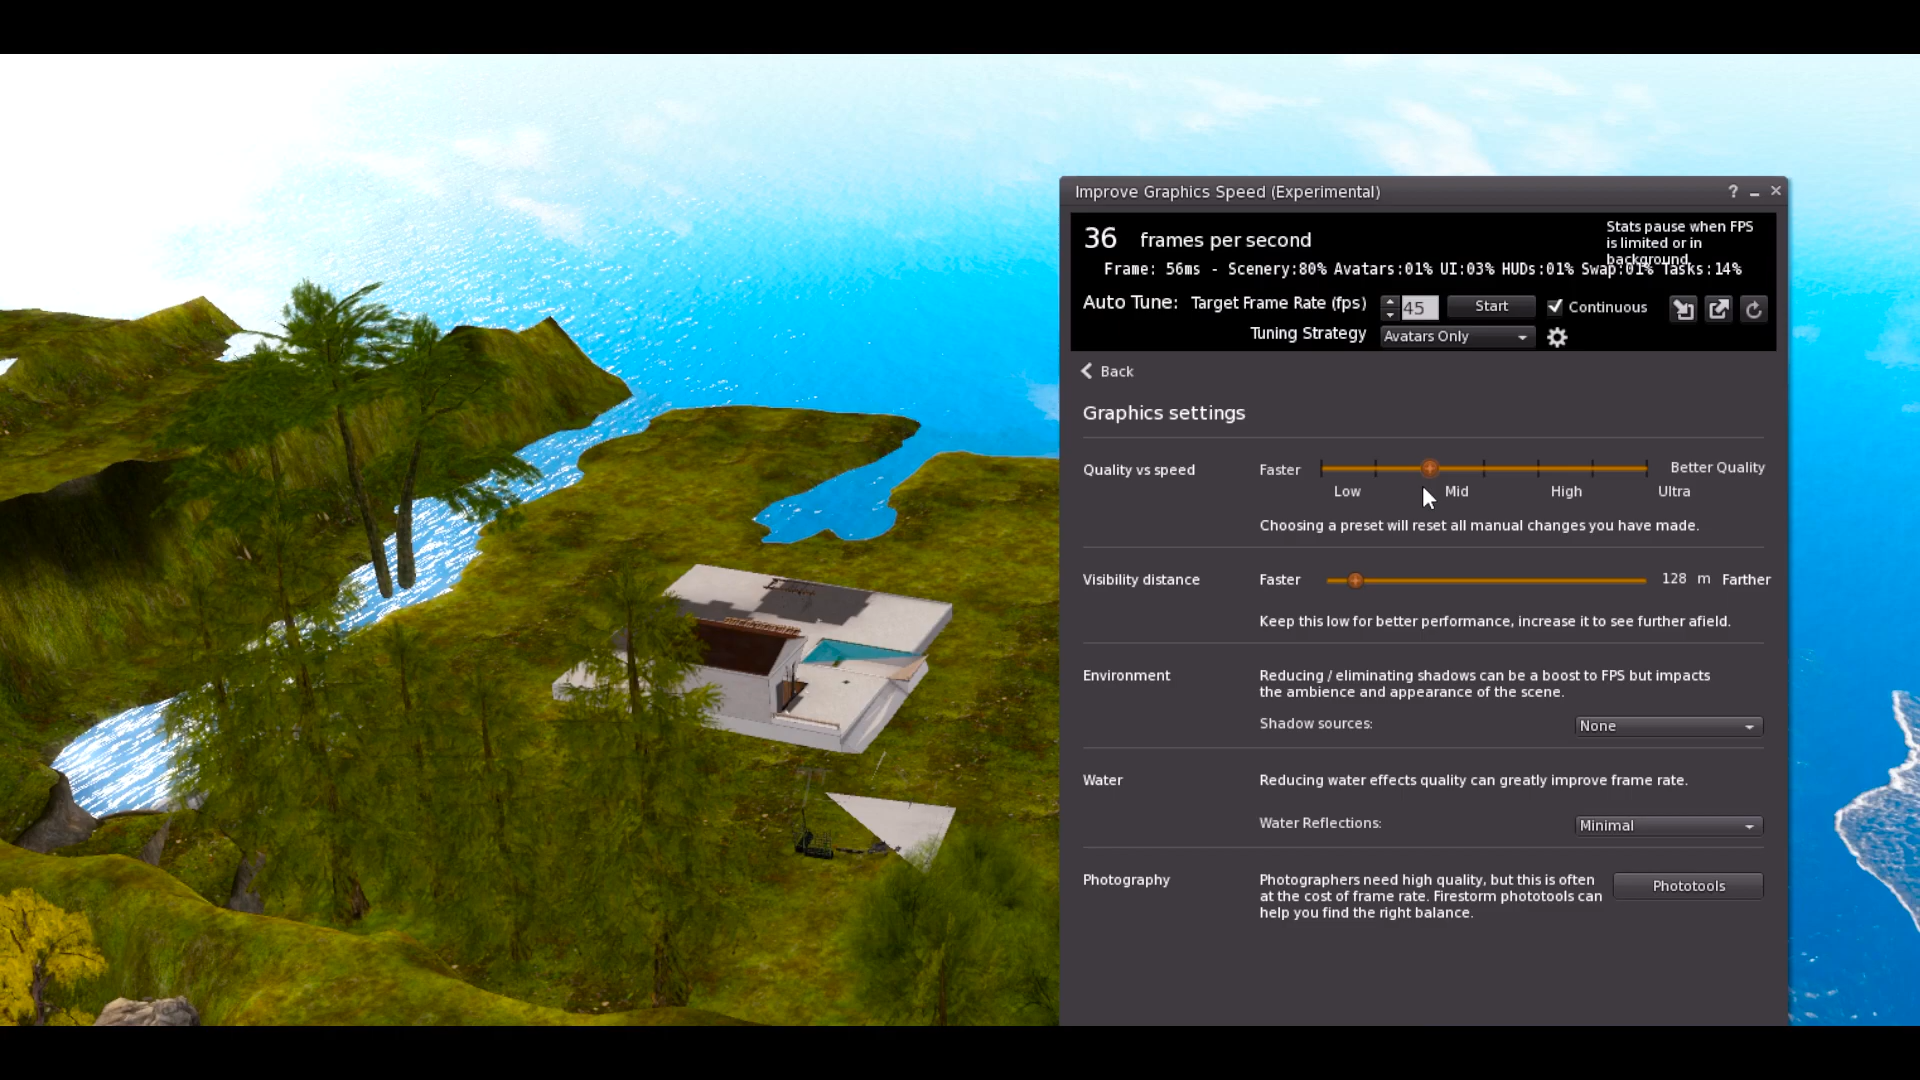 Improve Graphics Speed (Experimental)
?
36 frames per second
Stats pause when FPS
is limited or in
background
Frame: 56ms - Scenery:80% Avatars:01% UI:03% HUDs:01% Swap:01% Tasks:14%
Auto Tune: Target Frame Rate (fps) 45 Start Continuous
Tuning Strategy Avatars Only
Back
Graphics settings
Quality vs speed Faster Better Quality
Low Mid High Ultra
Choosing a preset will reset all manual changes you have made.
Visibility distance Faster 128 m Farther
Keep this low for better performance, increase it to see further afield.
Environment Reducing / eliminating shadows can be a boost to FPS but impacts
the ambience and appearance of the scene.
Shadow sources: None
Water Reducing water effects quality can greatly improve frame rate.
Water Reflections: Minimal
Photography Photographers need high quality, but this is often
at the cost of frame rate. Firestorm phototools can
help you find the right balance.
Phototools